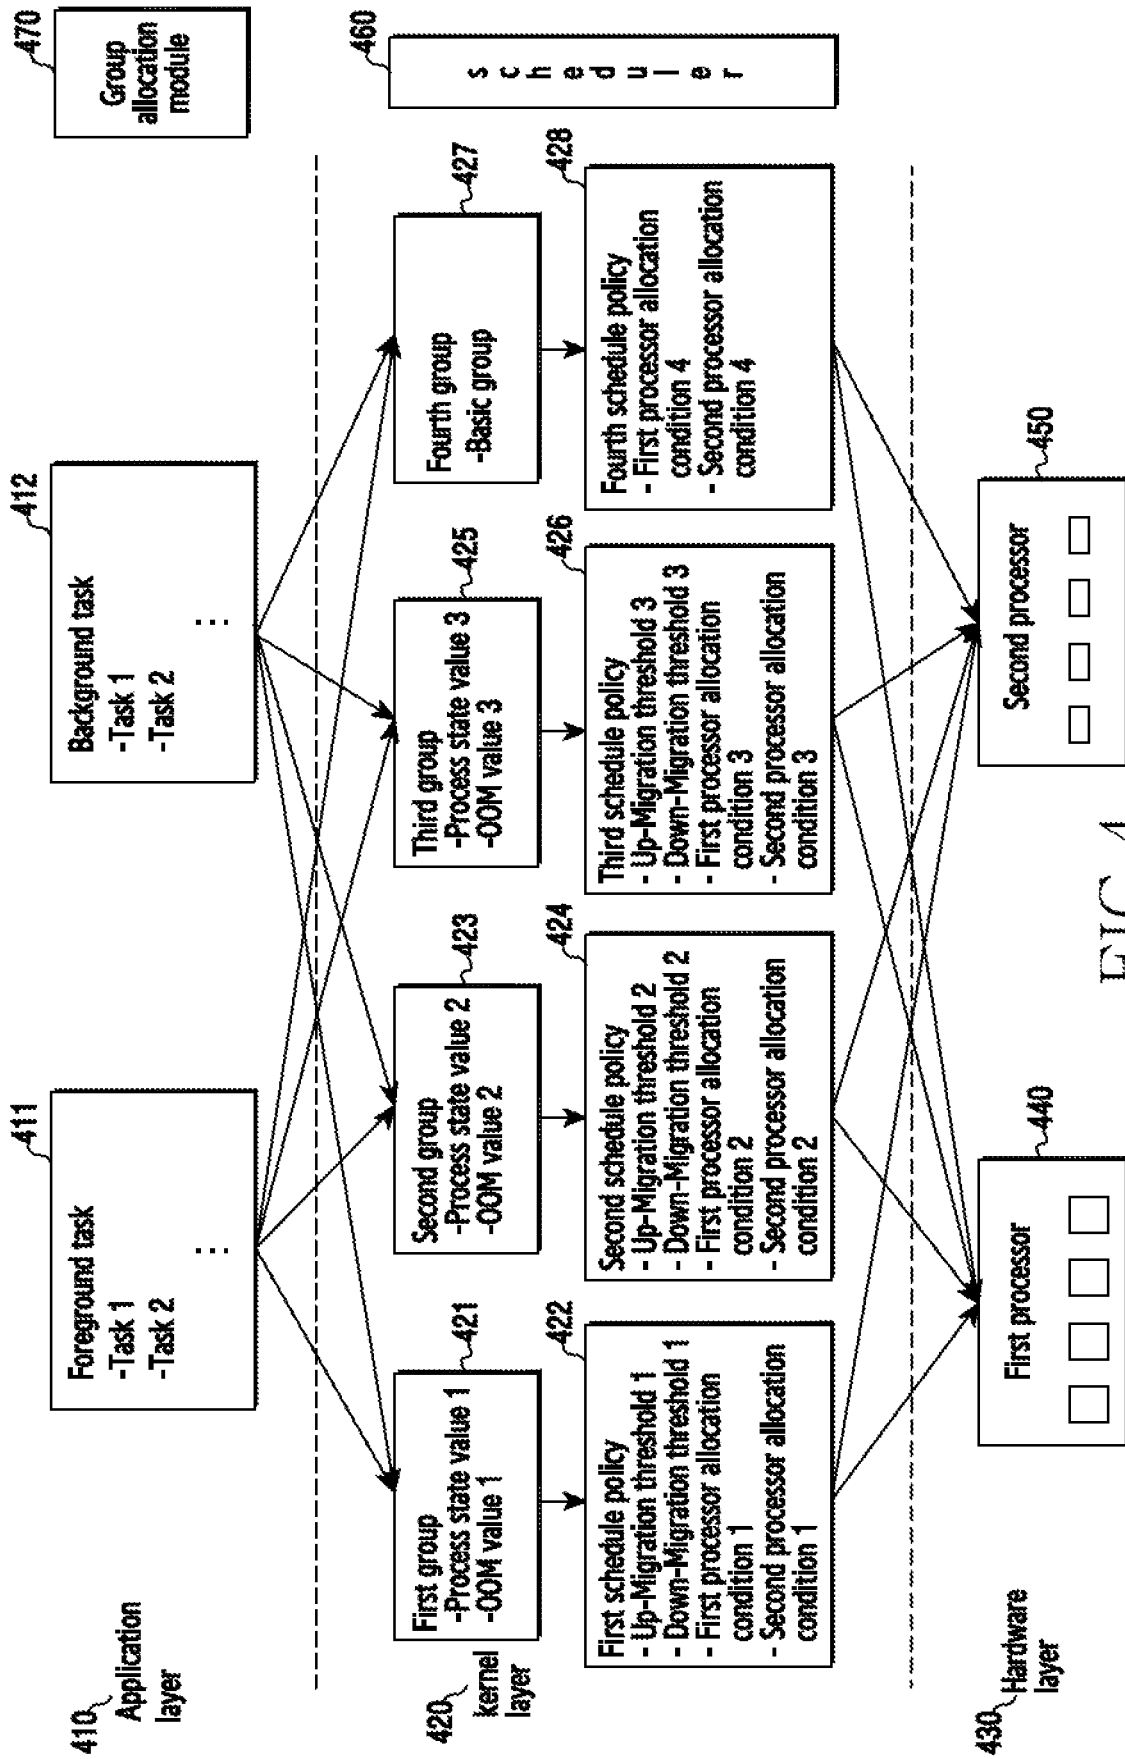 410
Application
layer
411
Foreground task
-Task 1
-Task 2
⋮
412
Background task
-Task 1
-Task 2
⋮
470
Group
allocation
module
420
kernel
layer
421
First group
-Process state value 1
-OOM value 1
423
Second group
-Process state value 2
-OOM value 2
425
Third group
-Process state value 3
-OOM value 3
427
Fourth group
-Basic group
460
scheduler
422
First schedule policy
- Up-Migration threshold 1
- Down-Migration threshold 1
- First processor allocation
condition 1
- Second processor allocation
condition 1
424
Second schedule policy
- Up-Migration threshold 2
- Down-Migration threshold 2
- First processor allocation
condition 2
- Second processor allocation
condition 2
426
Third schedule policy
- Up-Migration threshold 3
- Down-Migration threshold 3
- First processor allocation
condition 3
- Second processor allocation
condition 3
428
Fourth schedule policy
- First processor allocation
condition 4
- Second processor allocation
condition 4
430
Hardware
layer
440
First processor
450
Second processor
FIG. 4